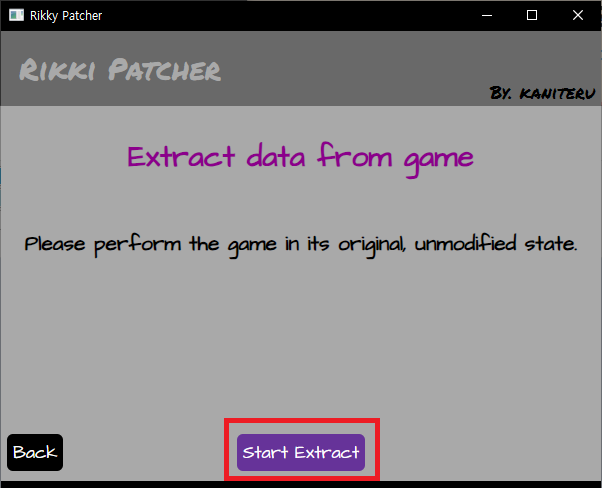 Rikky Patcher
Rikki Patcher
By. kaniteru
Extract data from game
Please perform the game in its original, unmodified state.
Back
Start Extract